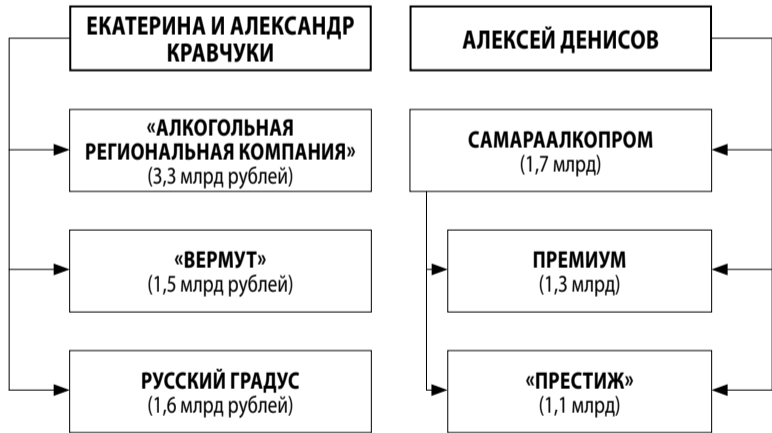 ЕКАТЕРИНА И АЛЕКСАНДР
КРАВЧУКИ
«АЛКОГОЛЬНАЯ
РЕГИОНАЛЬНАЯ КОМПАНИЯ»
(3,3 млрд рублей)
«ВЕРМУТ»
(1,5 млрд рублей)
РУССКИЙ ГРАДУС
(1,6 млрд рублей)
АЛЕКСЕЙ ДЕНИСОВ
САМАРААЛКОПРОМ
(1,7 млрд)
ПРЕМИУМ
(1,3 млрд)
«ПРЕСТИЖ»
(1,1 млрд)